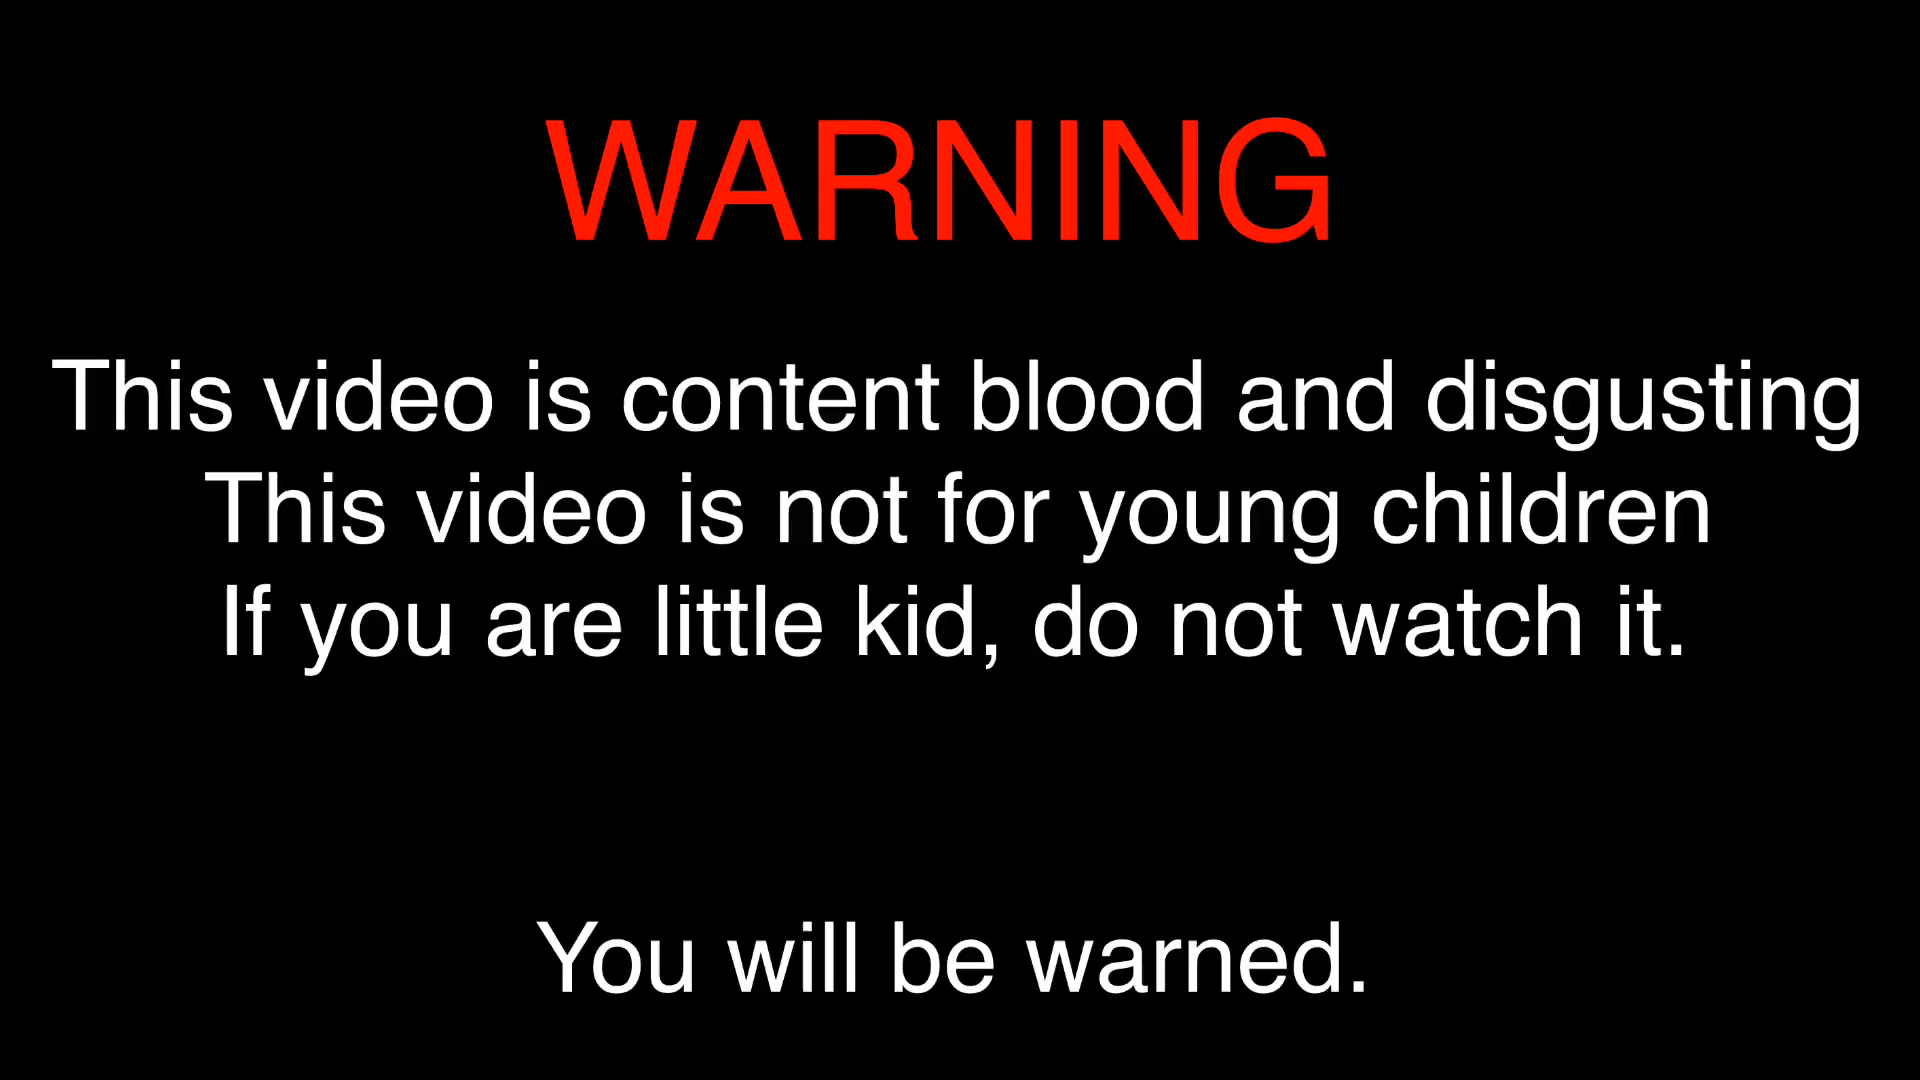 WARNING
This video is content blood and disgusting
This video is not for young children
If you are little kid, do not watch it.
You will be warned.